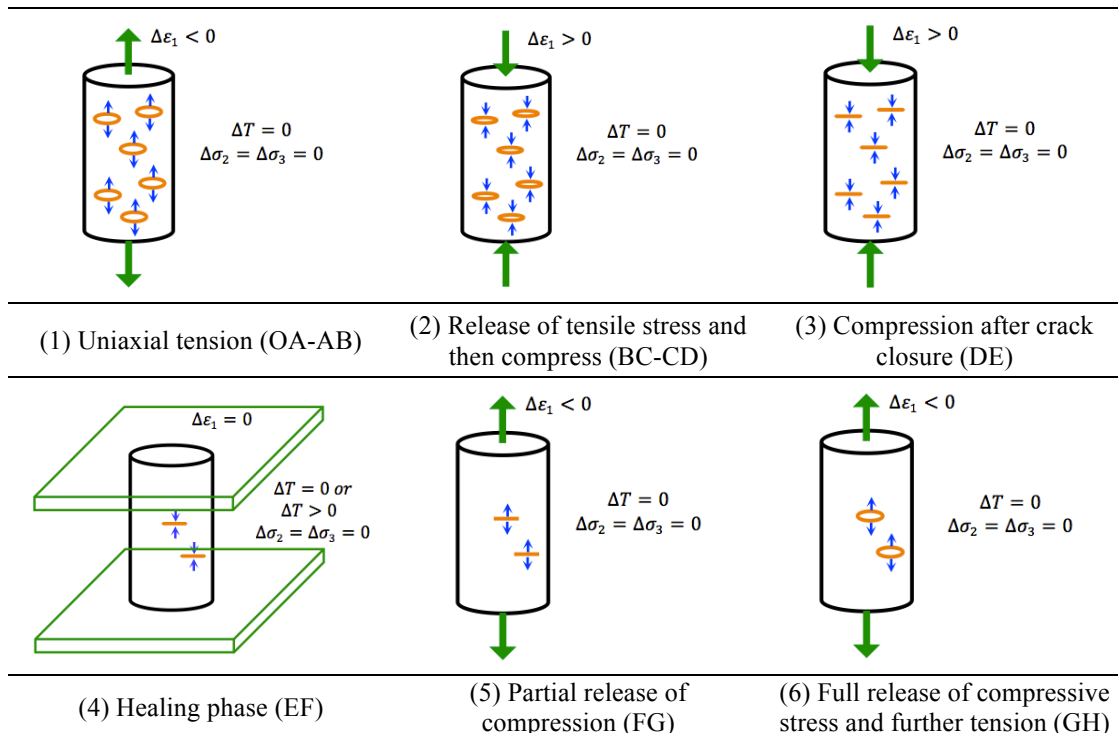 Δε₁ < 0
ΔT = 0
Δσ₂ = Δσ₃ = 0
Δε₁ > 0
ΔT = 0
Δσ₂ = Δσ₃ = 0
Δε₁ > 0
ΔT = 0
Δσ₂ = Δσ₃ = 0
(1) Uniaxial tension (OA-AB)
(2) Release of tensile stress and
then compress (BC-CD)
(3) Compression after crack
closure (DE)
Δε₁ = 0
ΔT = 0 or
ΔT > 0
Δσ₂ = Δσ₃ = 0
Δε₁ < 0
ΔT = 0
Δσ₂ = Δσ₃ = 0
Δε₁ < 0
ΔT = 0
Δσ₂ = Δσ₃ = 0
(4) Healing phase (EF)
(5) Partial release of
compression (FG)
(6) Full release of compressive
stress and further tension (GH)